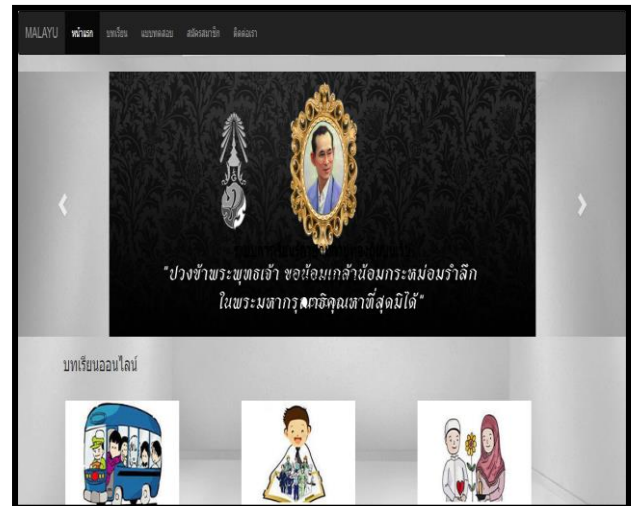 MALAYU หน้าแรก บทเรียน แบบทดสอบ สมัครสมาชิก ติดต่อเรา
"ปวงข้าพระพุทธเจ้า ขอน้อมเกล้าน้อมกระหม่อมรำลึก
ในพระมหากรุณาธิคุณหาที่สุดมิได้"
บทเรียนออนไลน์